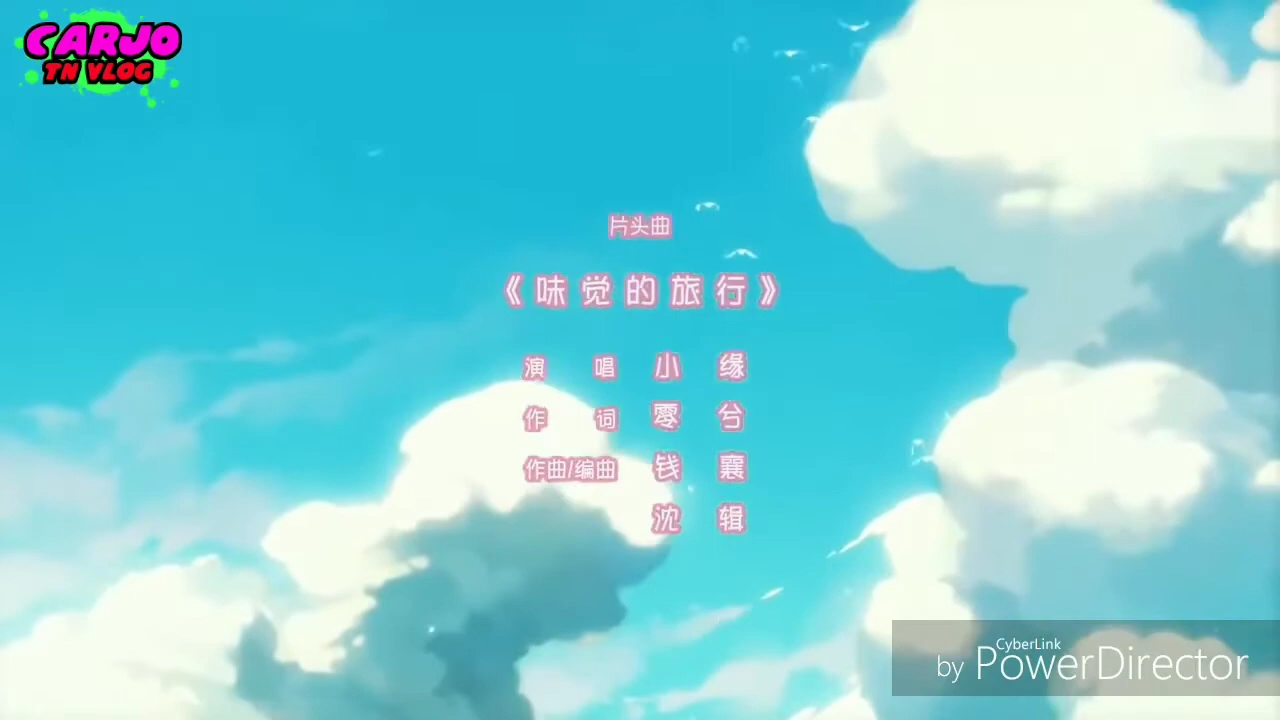 CARJO
TN VLOG
片头曲
《味觉的旅行》
演 唱 小 缘
作 词 零 兮
作曲/编曲 钱 襄
沈 辑
CyberLink
by PowerDirector